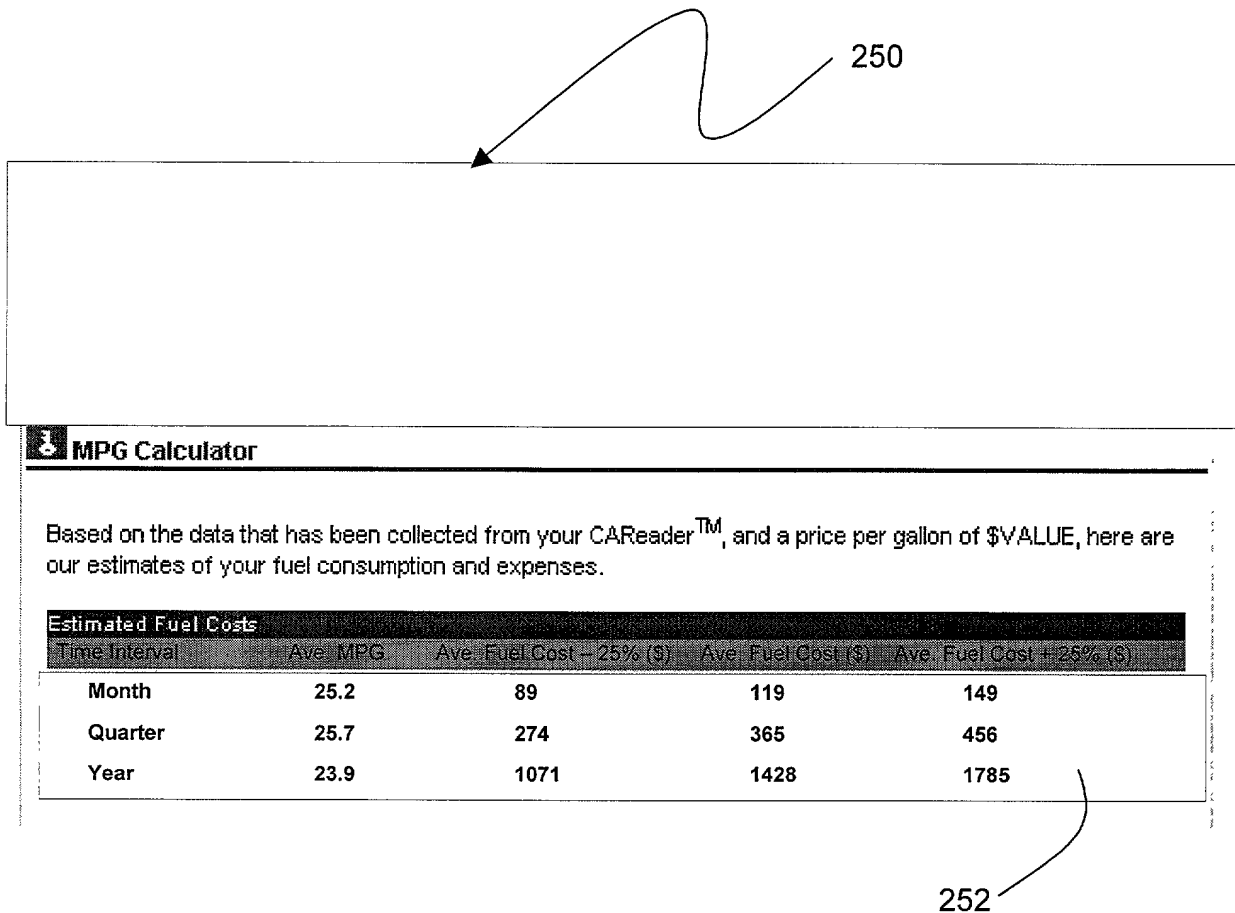 250
MPG Calculator
Based on the data that has been collected from your CAReader™, and a price per gallon of $VALUE, here are
our estimates of your fuel consumption and expenses.
Estimated Fuel Costs
Time Interval Ave. MPG Ave. Fuel Cost – 25% ($) Ave. Fuel Cost ($) Ave. Fuel Cost + 25% ($)
Month 25.2 89 119 149
Quarter 25.7 274 365 456
Year 23.9 1071 1428 1785
252